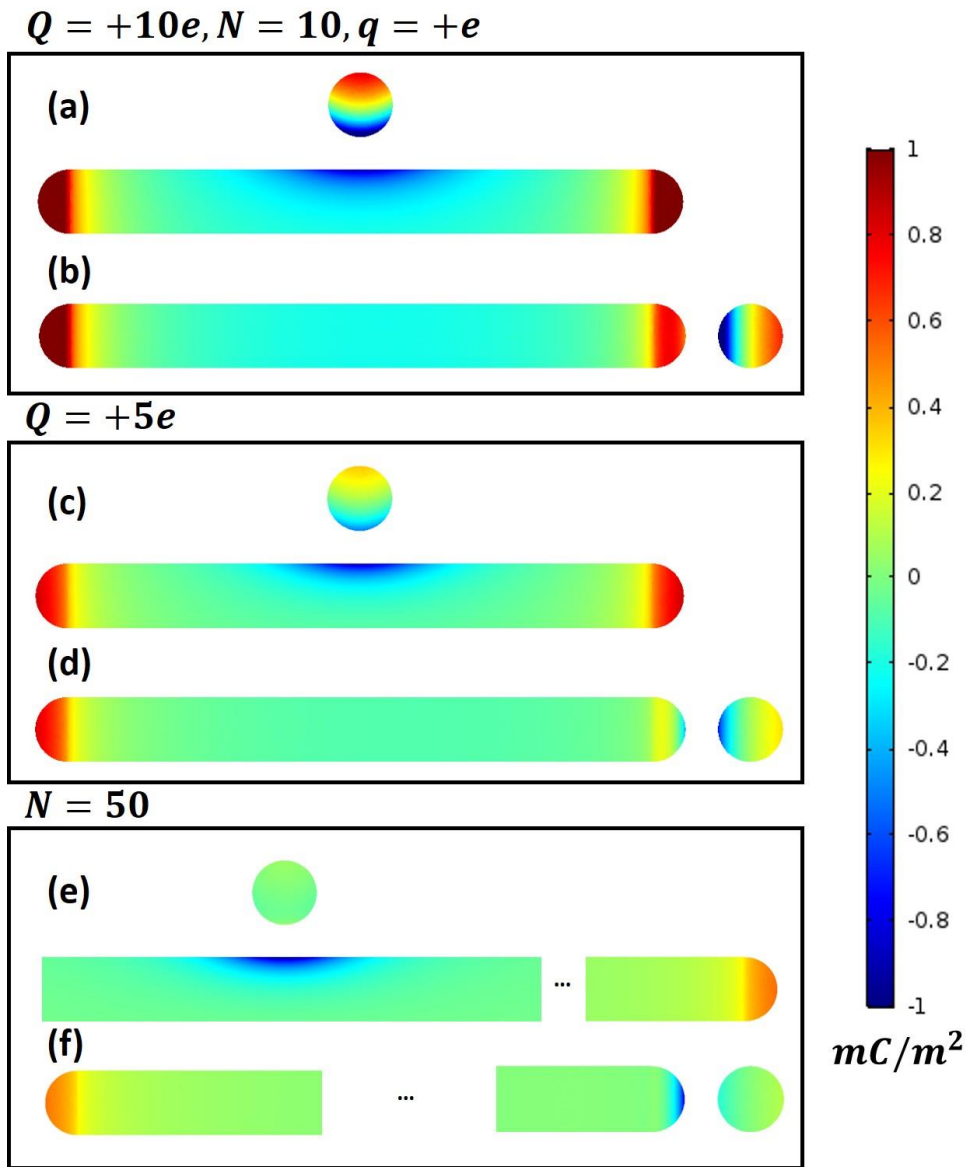 Q = +10e, N = 10, q = +e
(a)
(b)
Q = +5e
(c)
(d)
N = 50
(e)
...
(f)
...
1
0.8
0.6
0.4
0.2
0
-0.2
-0.4
-0.6
-0.8
-1
mC/m²